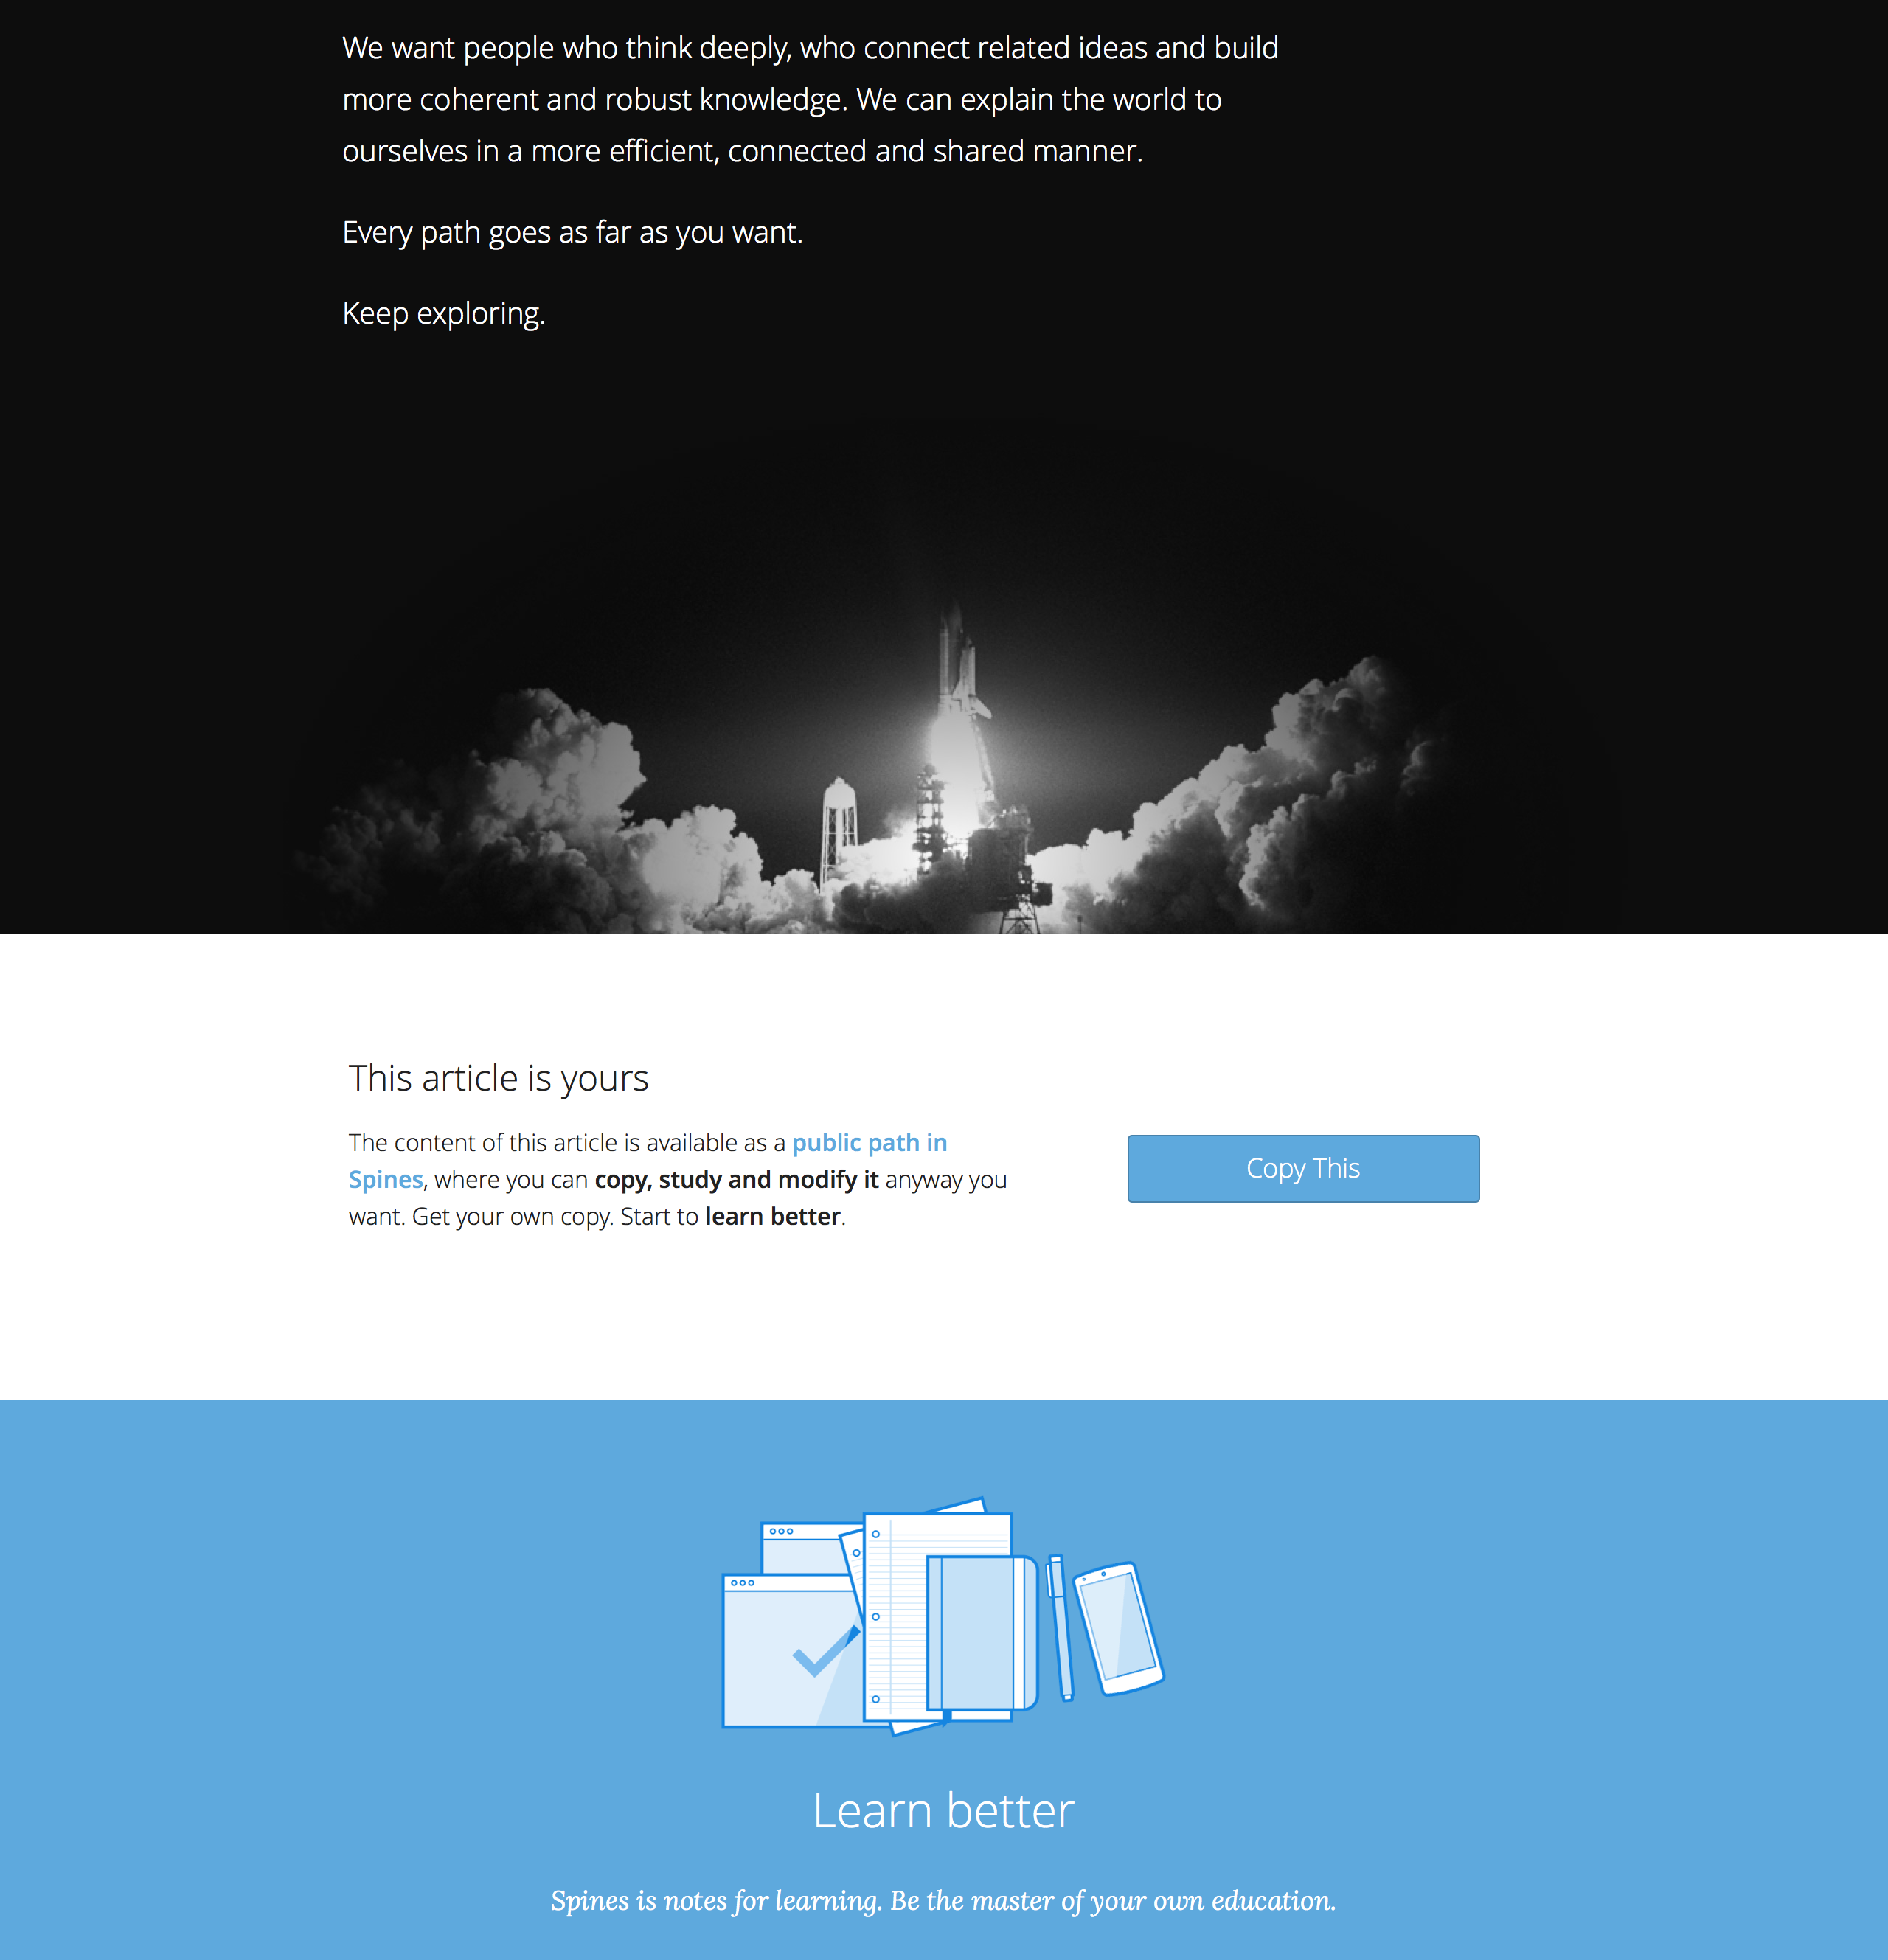 We want people who think deeply, who connect related ideas and build
more coherent and robust knowledge. We can explain the world to
ourselves in a more efficient, connected and shared manner.
Every path goes as far as you want.
Keep exploring.
This article is yours
The content of this article is available as a public path in
Spines, where you can copy, study and modify it anyway you
want. Get your own copy. Start to learn better.
Copy This
Learn better
Spines is notes for learning. Be the master of your own education.